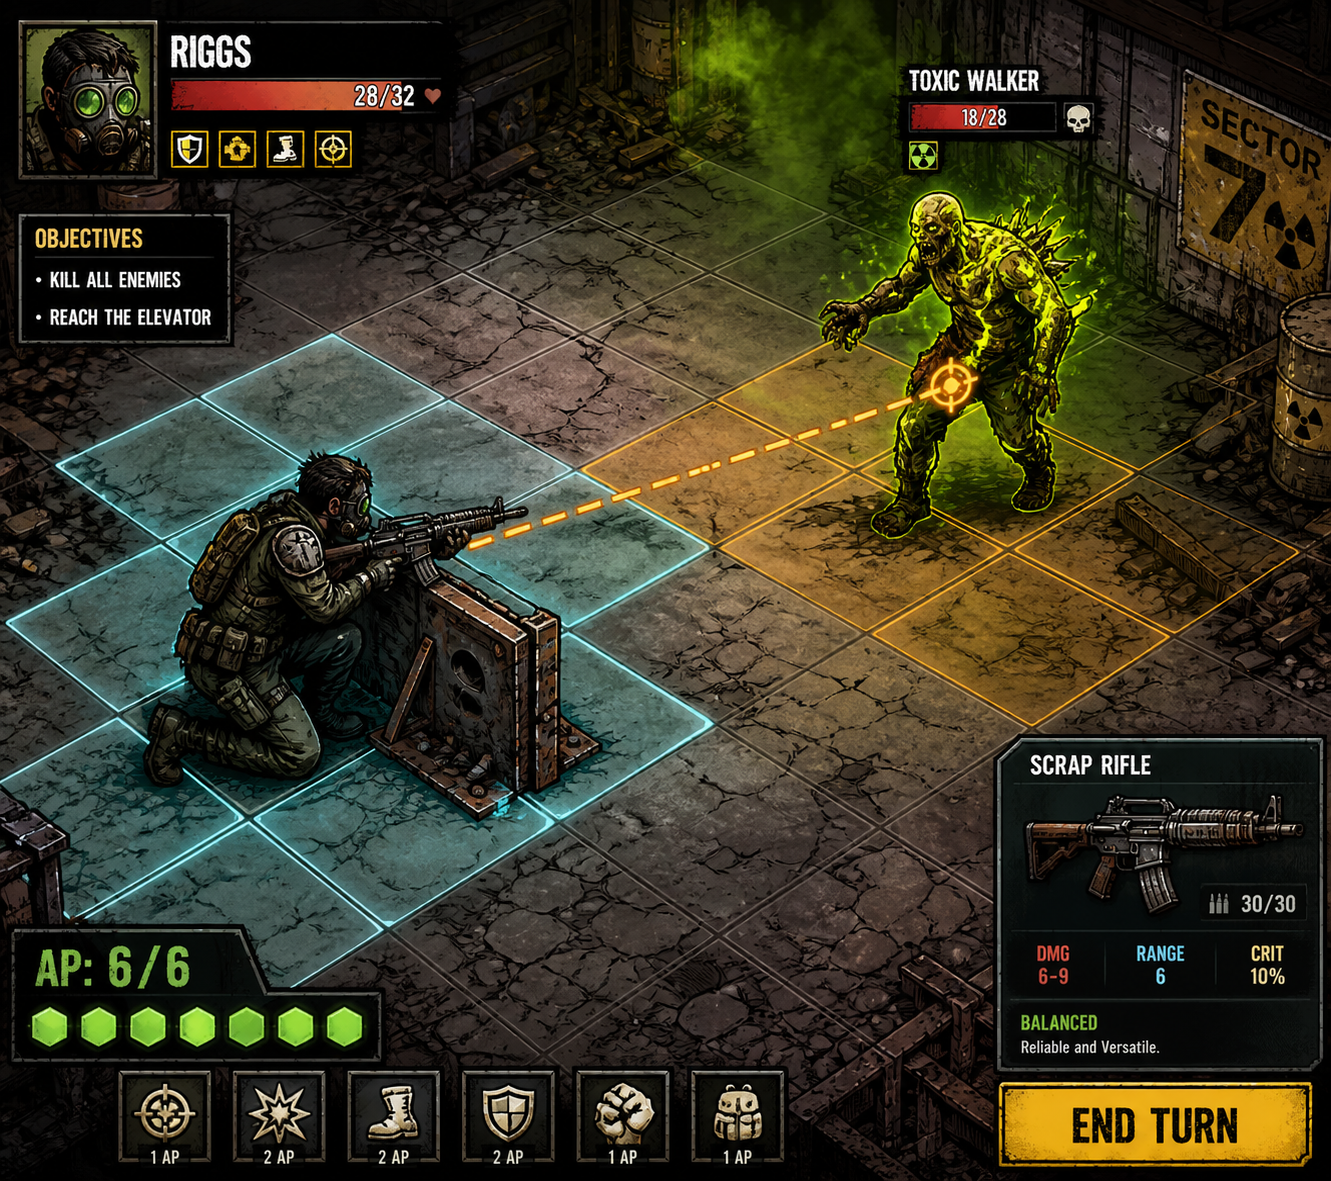 RIGGS
28/32
TOXIC WALKER
18/28
SECTOR
7
OBJECTIVES
• KILL ALL ENEMIES
• REACH THE ELEVATOR
SCRAP RIFLE
30/30
DMG RANGE CRIT
6-9 6 10%
BALANCED
Reliable and Versatile.
AP: 6/6
1 AP 2 AP 2 AP 2 AP 1 AP 1 AP
END TURN